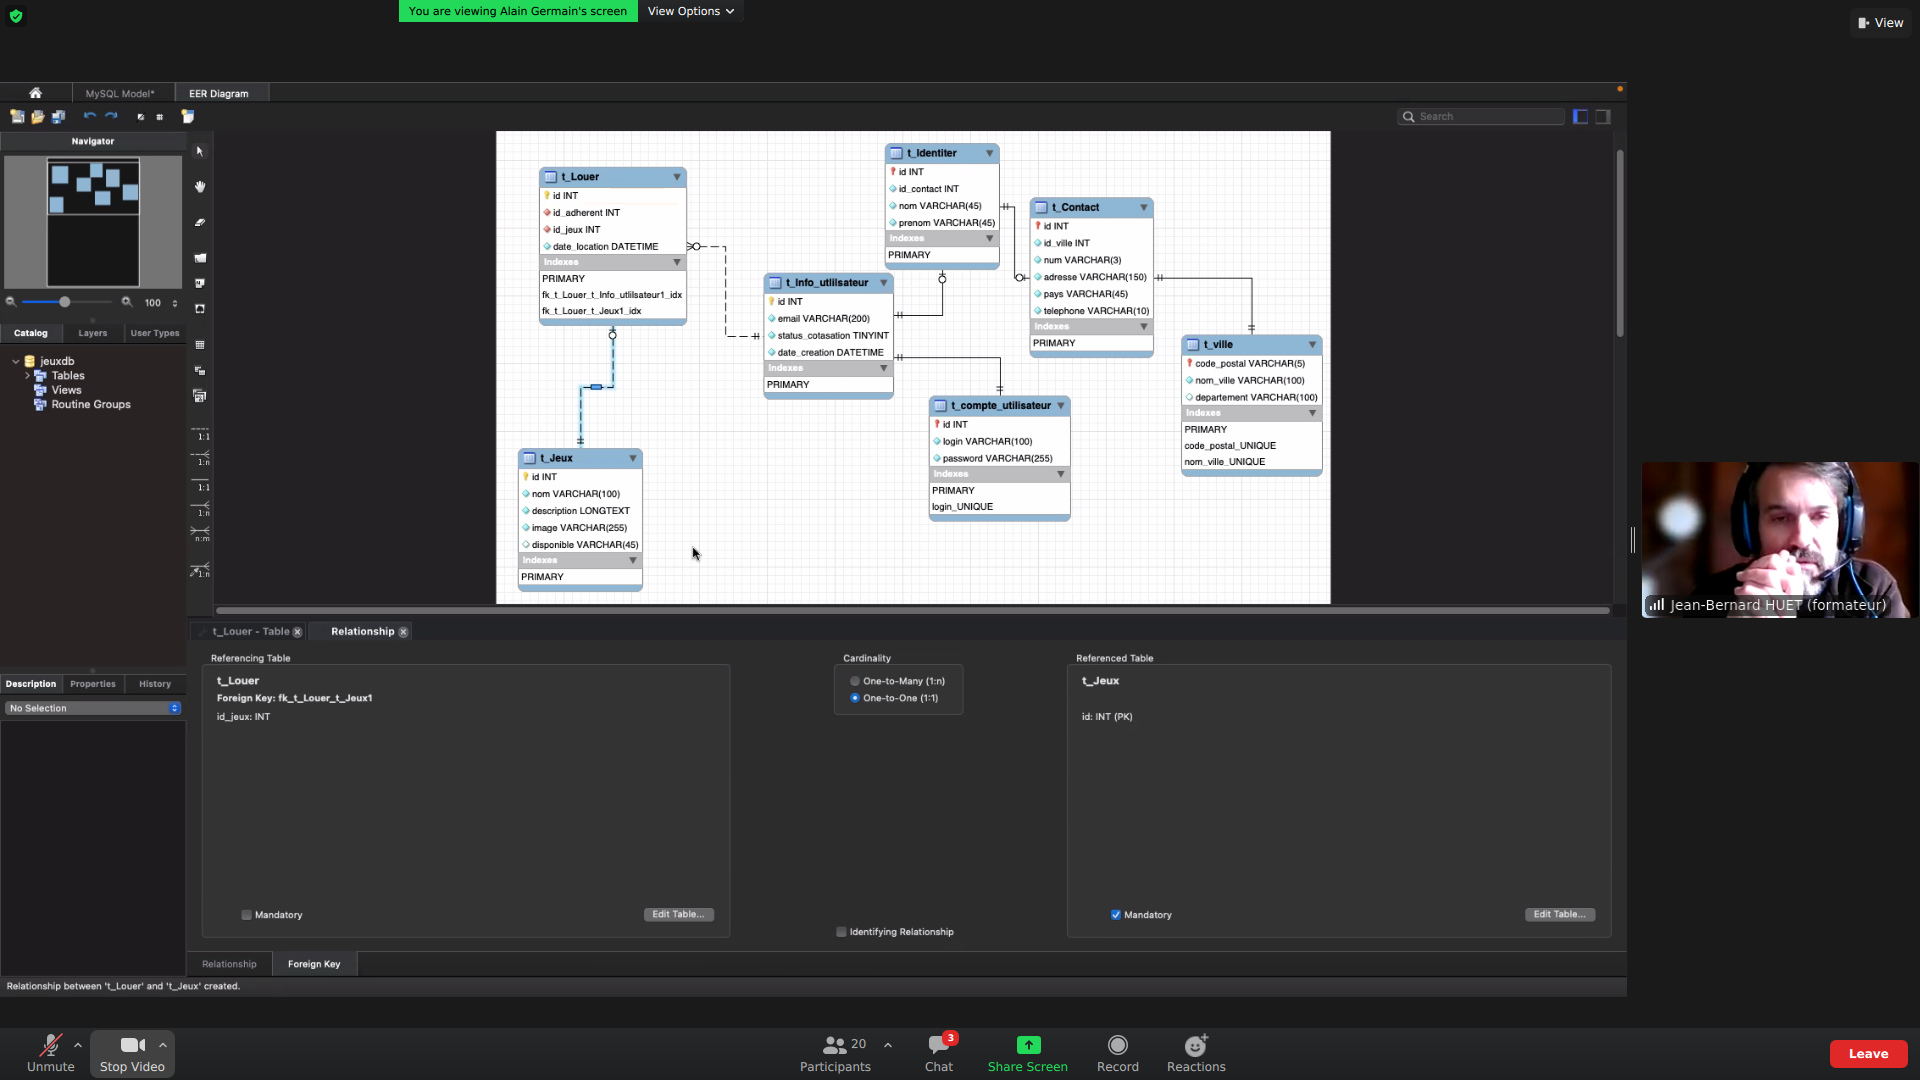 You are viewing Alain Germain's screen
View Options
View
MySQL Model*
EER Diagram
Search
Navigator
100
Catalog
Layers
User Types
jeuxdb
Tables
Views
Routine Groups
1:1
1:n
1:1
1:n
n:m
1:n
t_Louer
id INT
id_adherent INT
id_jeux INT
date_location DATETIME
Indexes
PRIMARY
fk_t_Louer_t_Info_utilisateur1_idx
fk_t_Louer_t_Jeux1_idx
t_Identiter
id INT
id_contact INT
nom VARCHAR(45)
prenom VARCHAR(45)
Indexes
PRIMARY
t_Contact
id INT
id_ville INT
num VARCHAR(3)
adresse VARCHAR(150)
pays VARCHAR(45)
telephone VARCHAR(10)
Indexes
PRIMARY
t_Info_utilisateur
id INT
email VARCHAR(200)
status_cotasation TINYINT
date_creation DATETIME
Indexes
PRIMARY
t_ville
code_postal VARCHAR(5)
nom_ville VARCHAR(100)
departement VARCHAR(100)
Indexes
PRIMARY
code_postal_UNIQUE
nom_ville_UNIQUE
t_compte_utilisateur
id INT
login VARCHAR(100)
password VARCHAR(255)
Indexes
PRIMARY
login_UNIQUE
t_Jeux
id INT
nom VARCHAR(100)
description LONGTEXT
image VARCHAR(255)
disponible VARCHAR(45)
Indexes
PRIMARY
Jean-Bernard HUET (formateur)
t_Louer - Table
Relationship
Description
Properties
History
No Selection
Referencing Table
t_Louer
Foreign Key: fk_t_Louer_t_Jeux1
id_jeux: INT
Mandatory
Edit Table...
Cardinality
One-to-Many (1:n)
One-to-One (1:1)
Identifying Relationship
Referenced Table
t_Jeux
id: INT (PK)
Mandatory
Edit Table...
Relationship
Foreign Key
Relationship between 't_Louer' and 't_Jeux' created.
Unmute
Stop Video
20
Participants
3
Chat
Share Screen
Record
Reactions
Leave